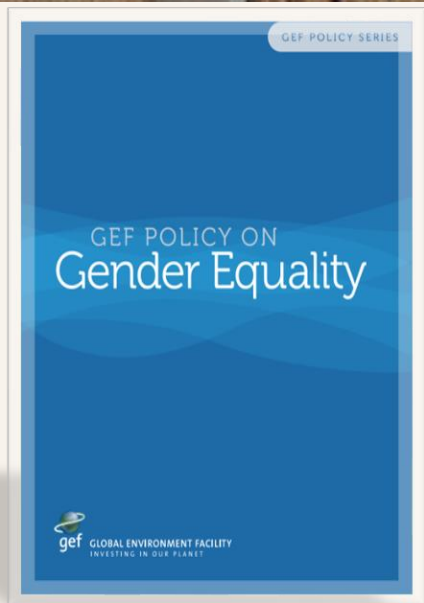 GEF POLICY SERIES
GEF POLICY ON
Gender Equality
gef GLOBAL ENVIRONMENT FACILITY
INVESTING IN OUR PLANET